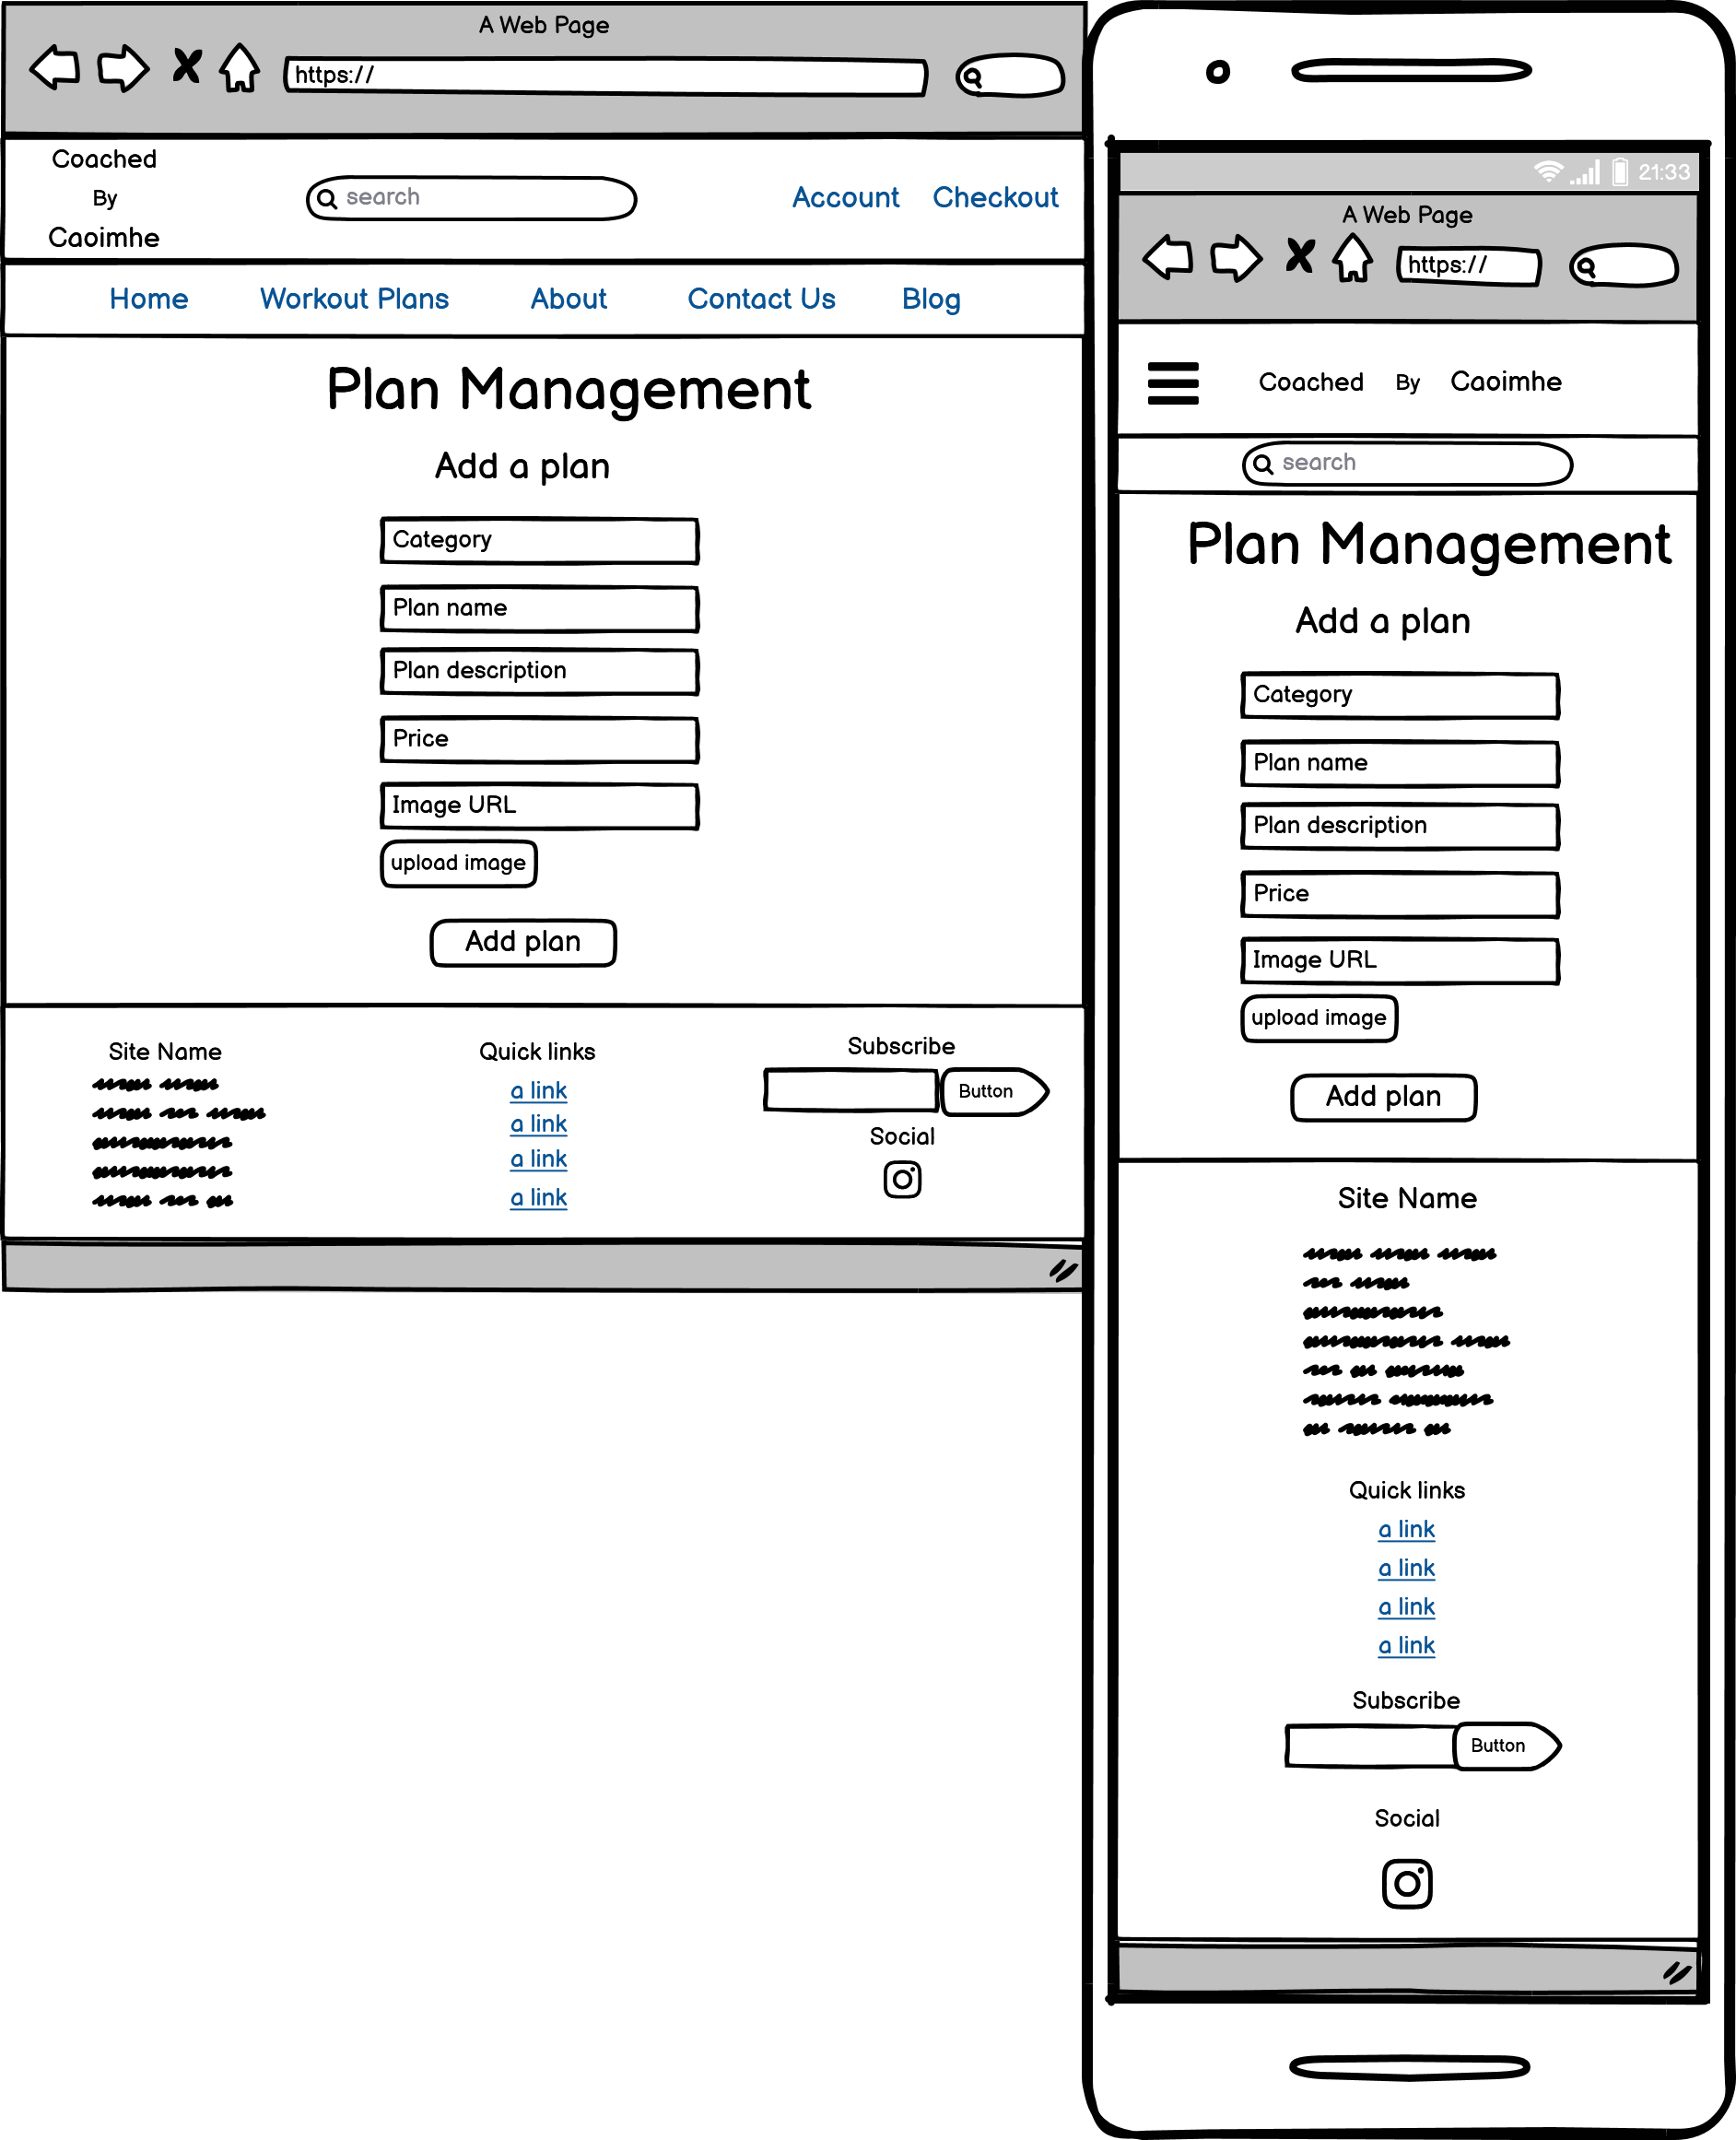 A Web Page
https://
Coached
By
Caoimhe
search
Account Checkout
Home Workout Plans About Contact Us Blog
Plan Management
Add a plan
Category
Plan name
Plan description
Price
Image URL
upload image
Add plan
Site Name
Quick links
a link
a link
a link
a link
Subscribe
Button
Social
21:33
A Web Page
https://
Coached By Caoimhe
search
Plan Management
Add a plan
Category
Plan name
Plan description
Price
Image URL
upload image
Add plan
Site Name
Quick links
a link
a link
a link
a link
Subscribe
Button
Social